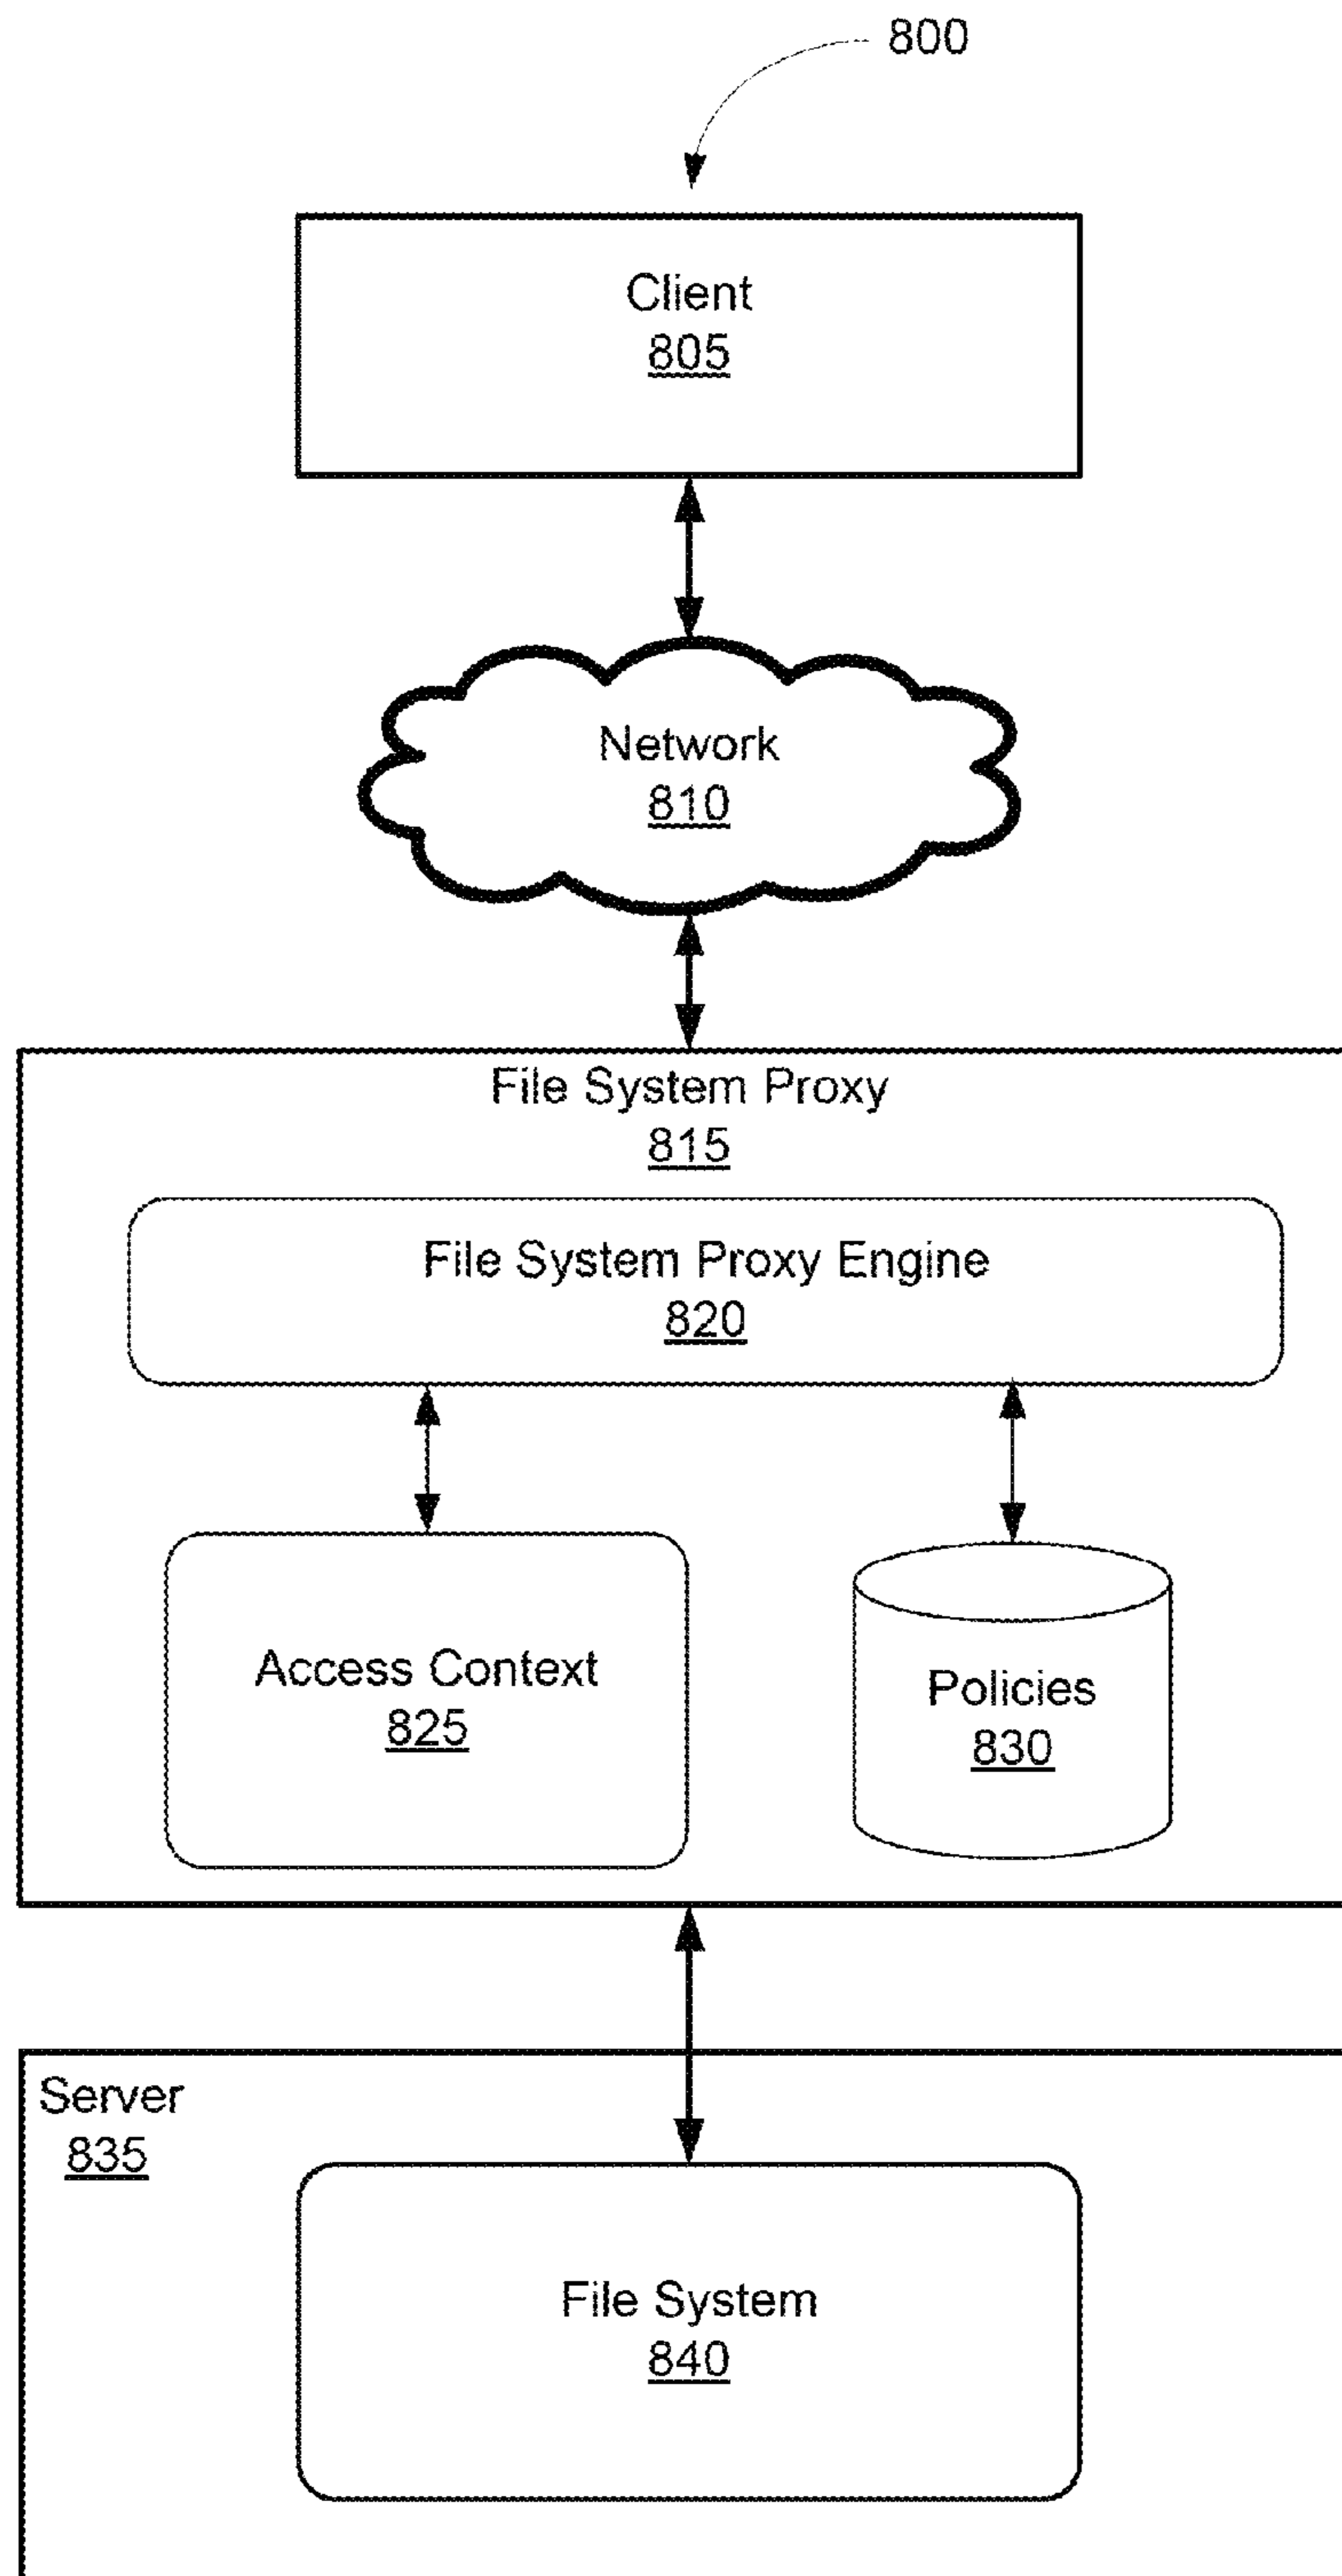 800
Client
805
Network
810
File System Proxy
815
File System Proxy Engine
820
Access Context
825
Policies
830
Server
835
File System
840